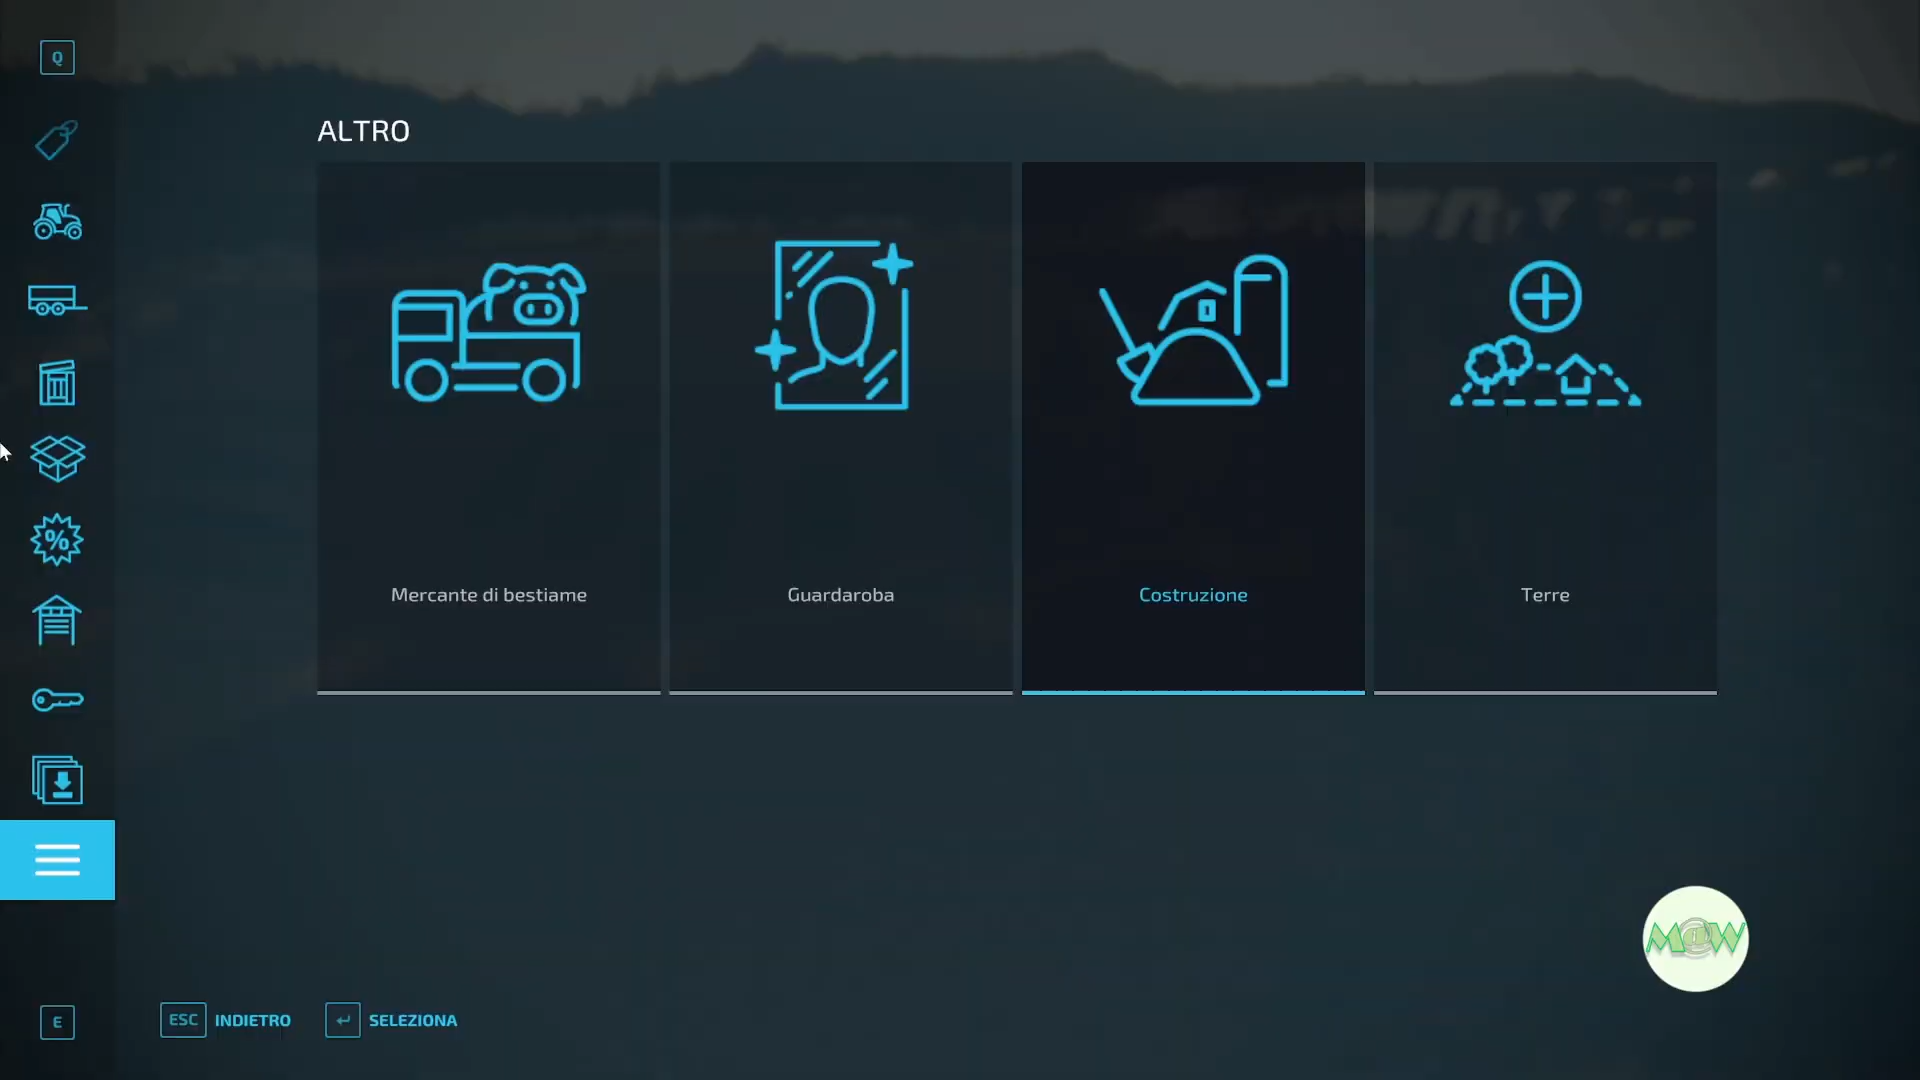 Q
ALTRO
%
Mercante di bestiame
Guardaroba
Costruzione
Terre
M@W
E
ESC INDIETRO
SELEZIONA